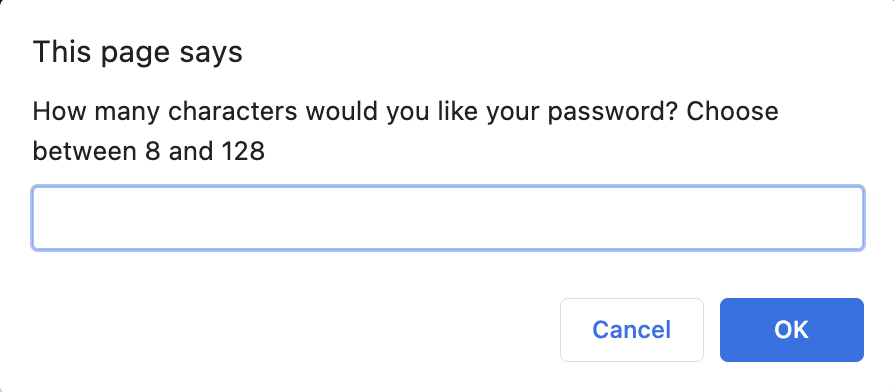 This page says
How many characters would you like your password? Choose
between 8 and 128
Cancel
OK